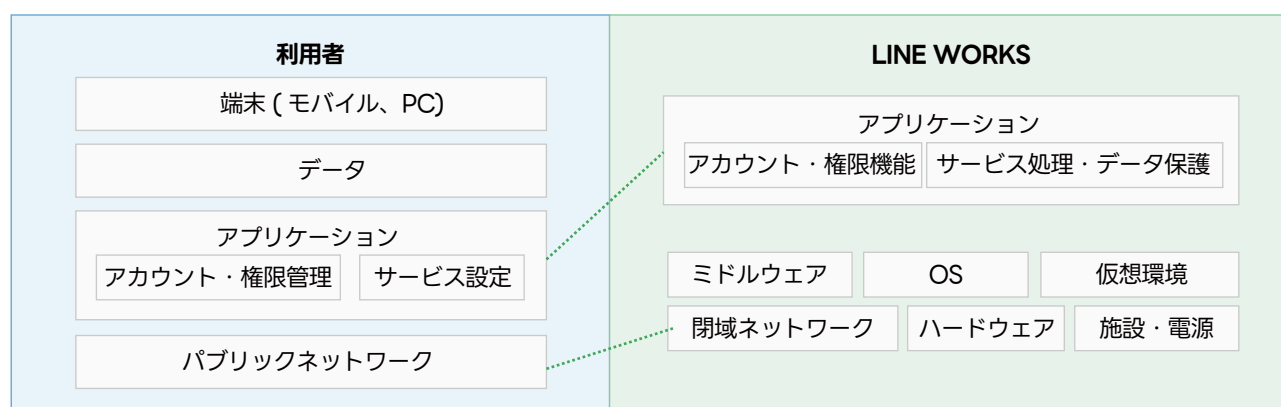 利用者
端末 ( モバイル、PC)
データ
アプリケーション
アカウント・権限管理
サービス設定
パブリックネットワーク
LINE WORKS
アプリケーション
アカウント・権限機能
サービス処理・データ保護
ミドルウェア
OS
仮想環境
閉域ネットワーク
ハードウェア
施設・電源